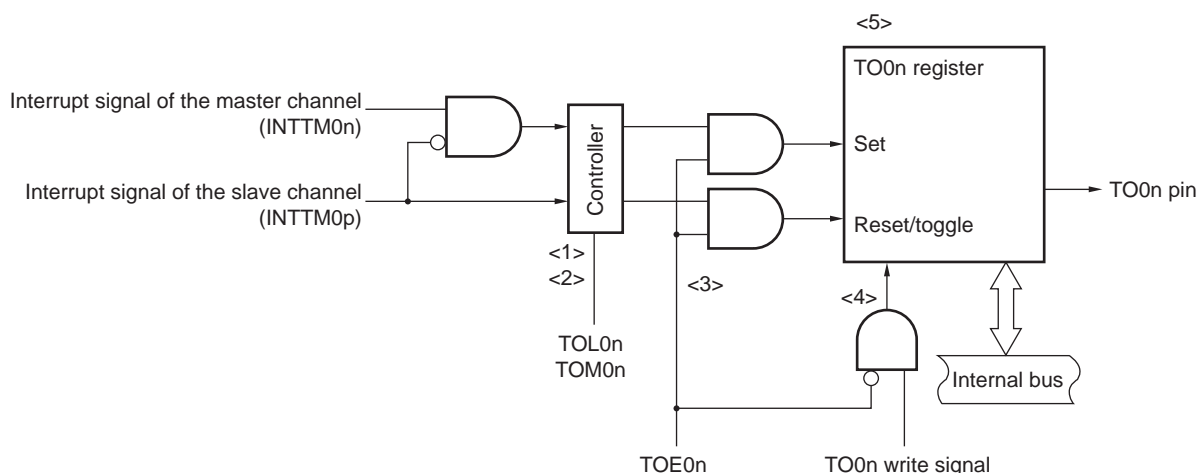 <5>
TO0n register
Interrupt signal of the master channel
(INTTM0n)
Set
Controller
Interrupt signal of the slave channel
(INTTM0p)
TO0n pin
Reset/toggle
<1>
<2>
<3>
<4>
TOL0n
TOM0n
Internal bus
TOE0n
TO0n write signal